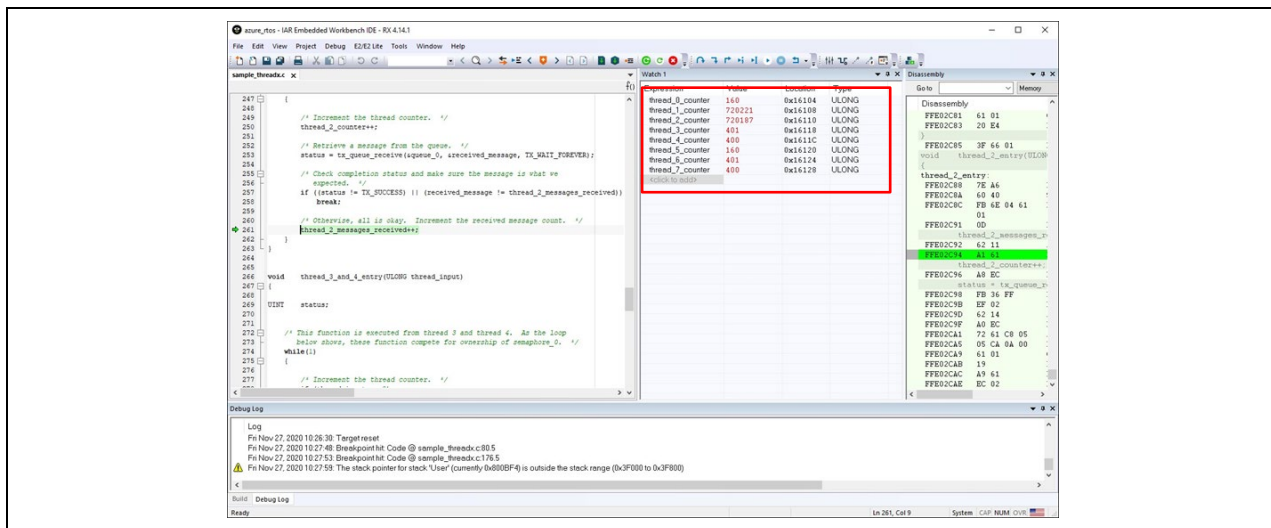 azure_rtos - IAR Embedded Workbench IDE - RX 4.14.1
File Edit View Project Debug E2/E2 Lite Tools Window Help
sample_threadx.c x
247 {
248
249 /* Increment the thread counter. */
250 thread_2_counter++;
251
252 /* Retrieve a message from the queue. */
253 status = tx_queue_receive(&queue_0, &received_message, TX_WAIT_FOREVER);
254
255 /* Check completion status and make sure the message is what we
256 expected. */
257 if ((status != TX_SUCCESS) || (received_message != thread_2_messages_received))
258 break;
259
260 /* Otherwise, all is okay. Increment the received message count. */
261 thread_2_messages_received++;
262 }
263 }
264
265
266 void thread_3_and_4_entry(ULONG thread_input)
267 {
268
269 UINT status;
270
271
272 /* This function is executed from thread 3 and thread 4. As the loop
273 below shows, these function compete for ownership of semaphore_0. */
274 while(1)
275 {
276
277 /* Increment the thread counter. */
Watch 1
Expression Value Location Type
thread_0_counter 160 0x16104 ULONG
thread_1_counter 720221 0x16108 ULONG
thread_2_counter 720187 0x16110 ULONG
thread_3_counter 401 0x16118 ULONG
thread_4_counter 400 0x1611C ULONG
thread_5_counter 160 0x16120 ULONG
thread_6_counter 401 0x16124 ULONG
thread_7_counter 400 0x16128 ULONG
<click to add>
Disassembly
Go to Memory
Disassembly
FFE02C81 61 01
FFE02C83 20 E4
}
FFE02C85 3F 66 01
void thread_2_entry(ULON
{
thread_2_entry:
FFE02C88 7E A6
FFE02C8A 60 40
FFE02C8C FB 6E 04 61
01
FFE02C91 0D
thread_2_messages_r
FFE02C92 62 11
FFE02C94 A1 61
thread_2_counter++;
FFE02C96 A8 EC
status = tx_queue_r
FFE02C98 FB 36 FF
FFE02C9B EF 02
FFE02C9D 62 14
FFE02C9F A0 EC
FFE02CA1 72 61 C8 05
FFE02CA5 05 CA 0A 00
FFE02CA9 61 01
FFE02CAB 19
FFE02CAC A9 61
FFE02CAE EC 02
Debug Log
Log
Fri Nov 27, 2020 10:26:30: Target reset
Fri Nov 27, 2020 10:27:48: Breakpoint hit: Code @ sample_threadx.c:80.5
Fri Nov 27, 2020 10:27:53: Breakpoint hit: Code @ sample_threadx.c:176.5
Fri Nov 27, 2020 10:27:59: The stack pointer for stack 'User' (currently 0x800BF4) is outside the stack range (0x3F000 to 0x3F800)
Build Debug Log
Ready Ln 261, Col 9 System CAP NUM OVR